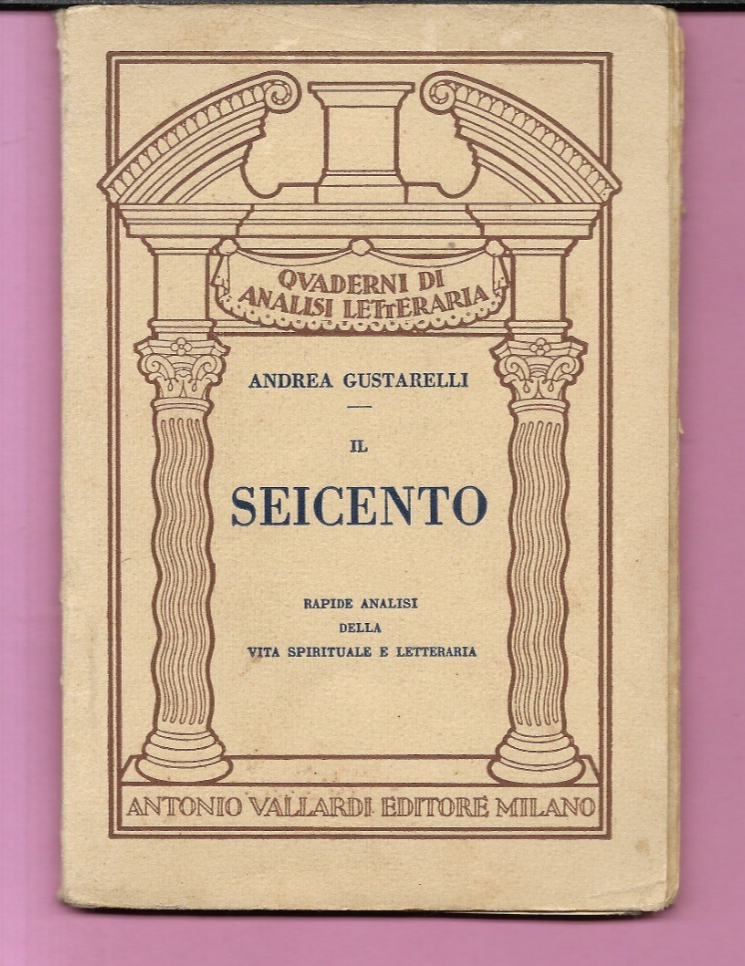 QVADERNI DI
ANALISI LETTERARIA
ANDREA GUSTARELLI
IL
SEICENTO
RAPIDE ANALISI
DELLA
VITA SPIRITUALE E LETTERARIA
ANTONIO VALLARDI EDITORE MILANO